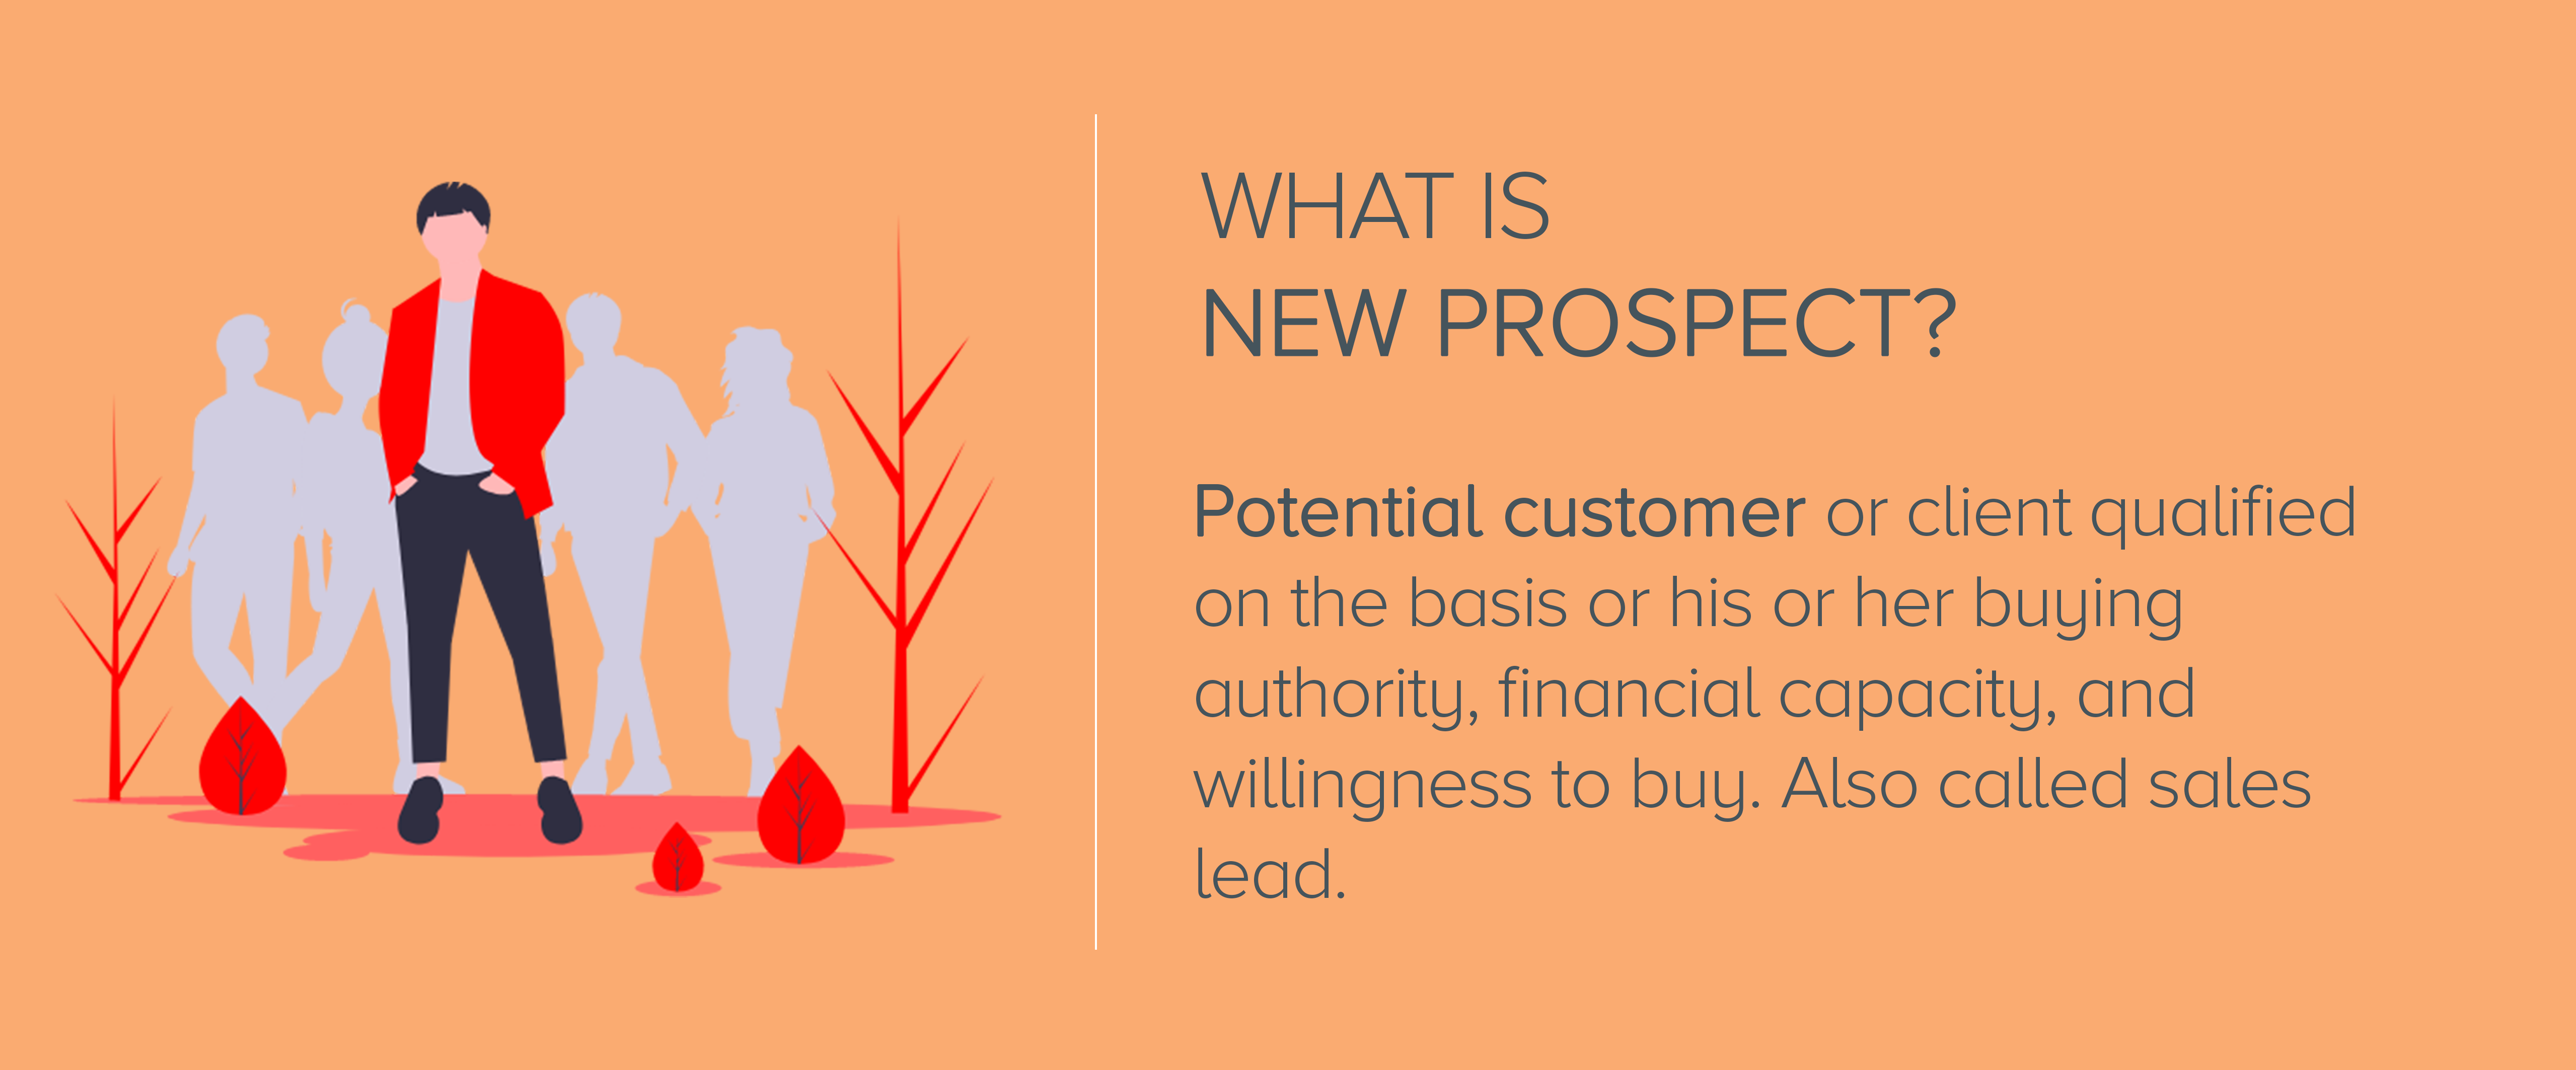 WHAT IS
NEW PROSPECT?
Potential customer or client qualified
on the basis or his or her buying
authority, financial capacity, and
willingness to buy. Also called sales
lead.